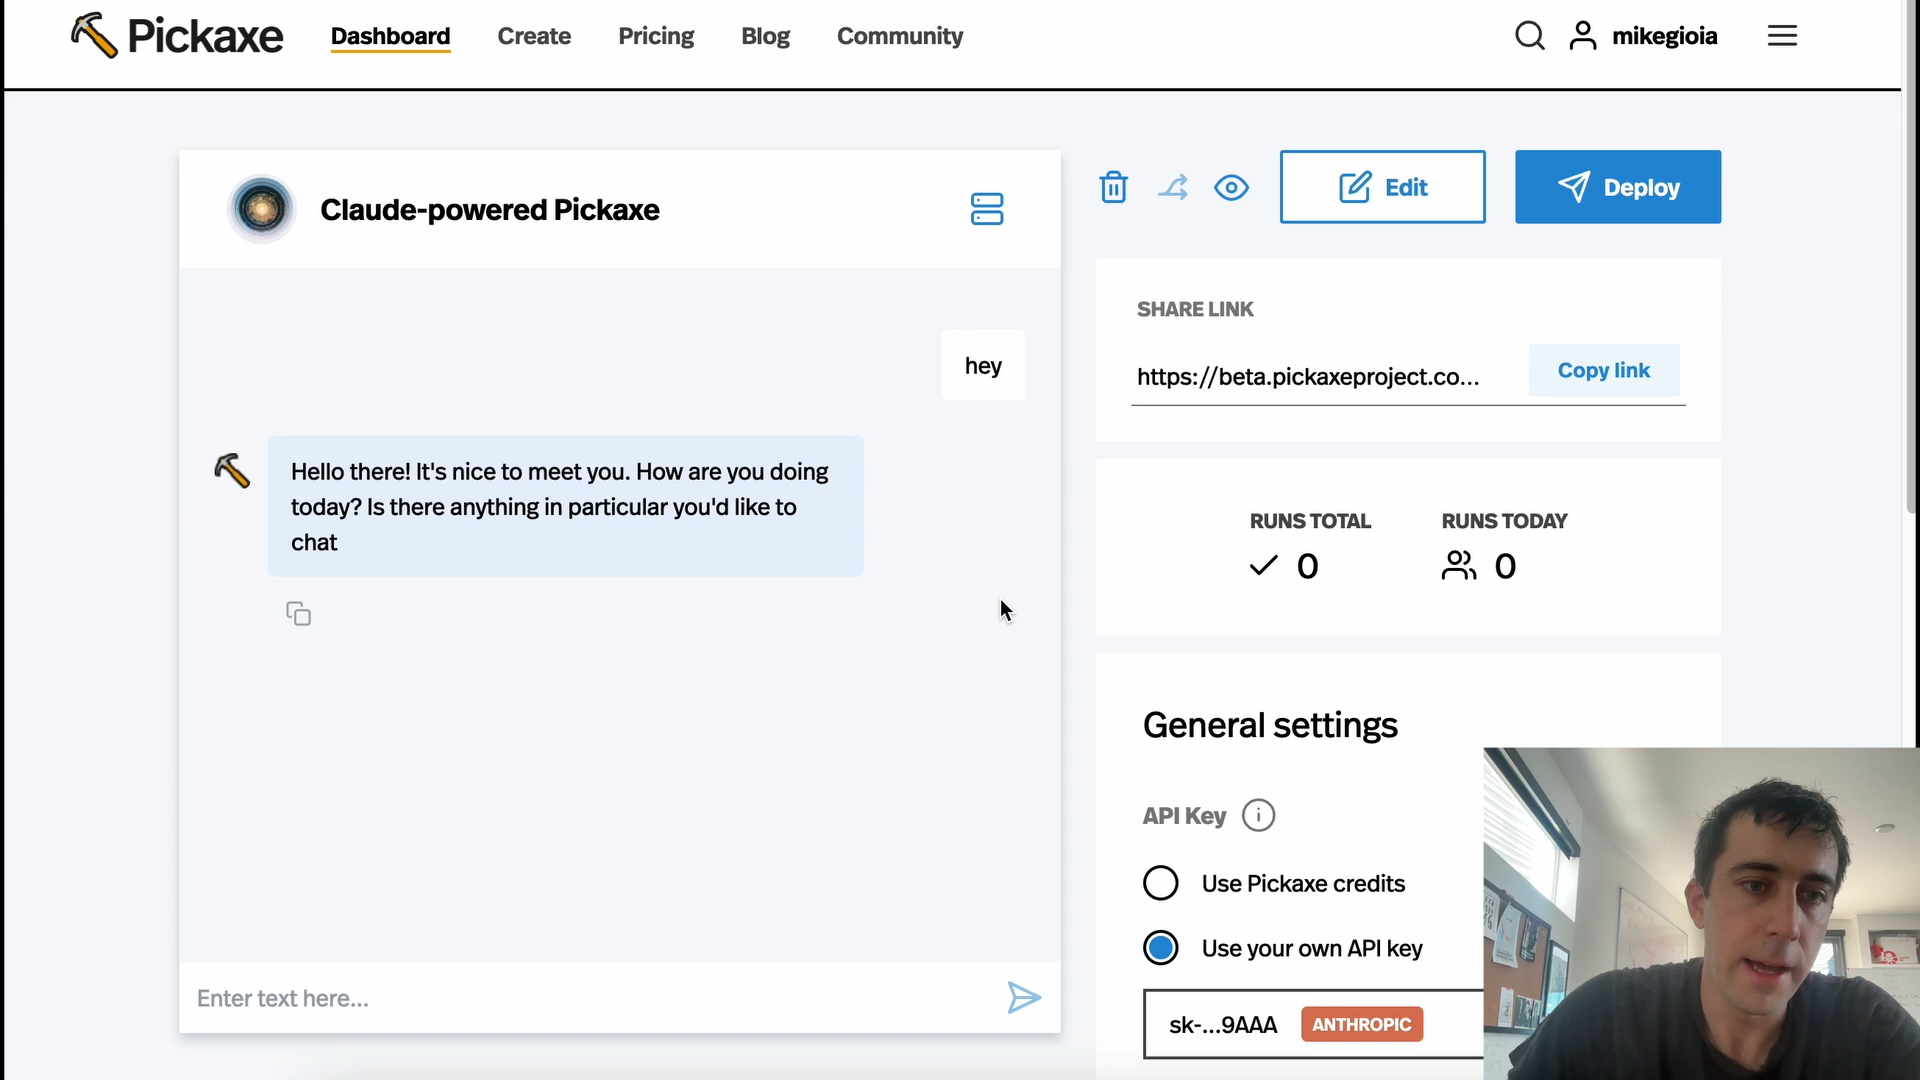 Pickaxe
Dashboard
Create
Pricing
Blog
Community
mikegioia
Claude-powered Pickaxe
Edit
Deploy
hey
Hello there! It's nice to meet you. How are you doing
today? Is there anything in particular you'd like to
chat
Enter text here...
SHARE LINK
https://beta.pickaxeproject.co...
Copy link
RUNS TOTAL
0
RUNS TODAY
0
General settings
API Key
Use Pickaxe credits
Use your own API key
sk-...9AAA
ANTHROPIC